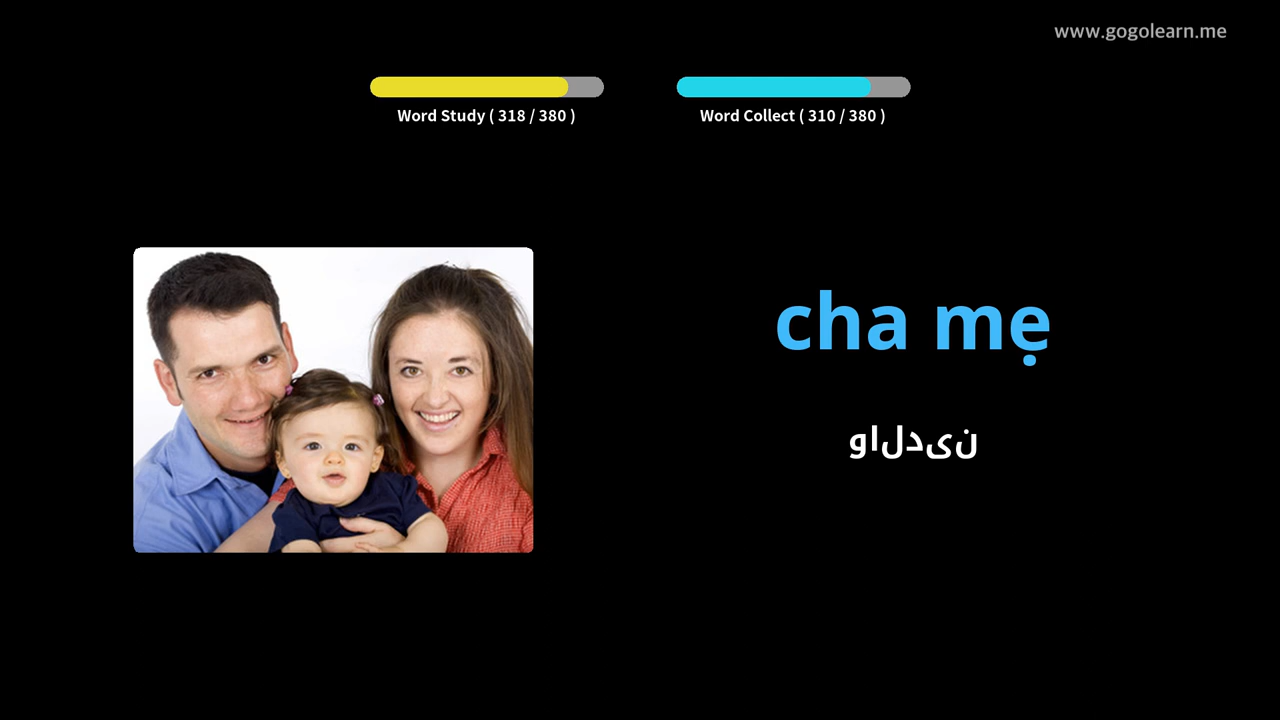 www.gogolearn.me
Word Study ( 318 / 380 )
Word Collect ( 310 / 380 )
cha mẹ
والدین